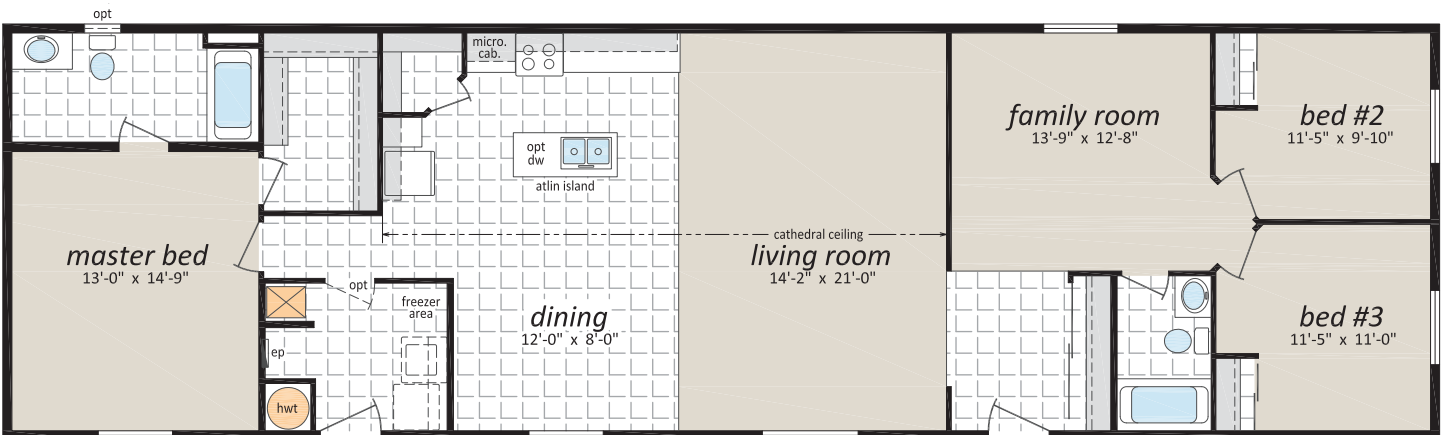 opt
micro.
cab.
opt
dw
atlin island
family room
13'-9" x 12'-8"
bed #2
11'-5" x 9'-10"
cathedral ceiling
master bed
13'-0" x 14'-9"
living room
14'-2" x 21'-0"
opt
freezer
area
dining
12'-0" x 8'-0"
bed #3
11'-5" x 11'-0"
ep
hwt